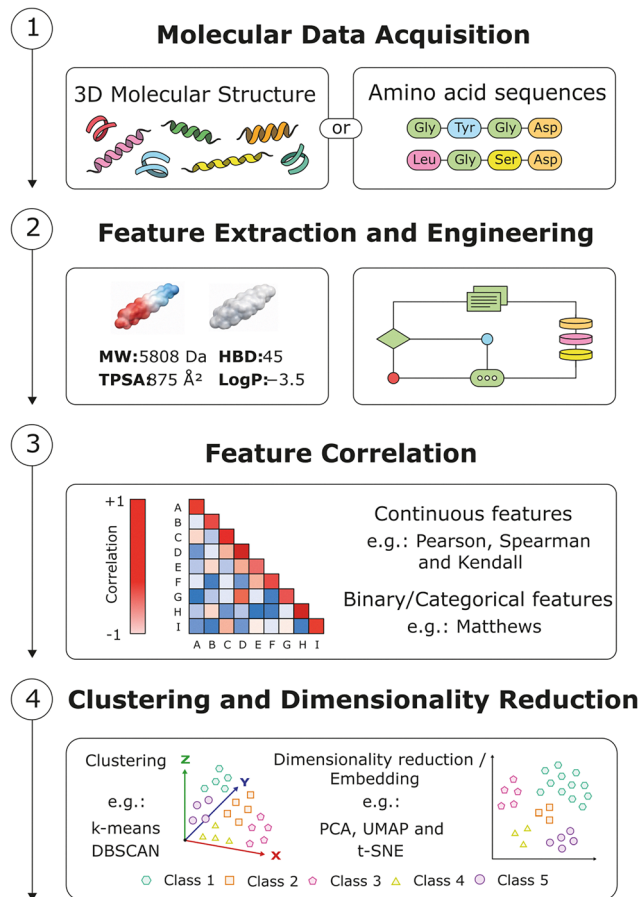 1
Molecular Data Acquisition
3D Molecular Structure
or
Amino acid sequences
Gly Tyr Gly Asp
Leu Gly Ser Asp
2
Feature Extraction and Engineering
MW:5808 Da HBD:45
TPSA:875 Å² LogP:−3.5
3
Feature Correlation
+1
Correlation
-1
A
B
C
D
E
F
G
H
I
A B C D E F G H I
Continuous features
e.g.: Pearson, Spearman
and Kendall
Binary/Categorical features
e.g.: Matthews
4
Clustering and Dimensionality Reduction
Clustering
e.g.:
k-means
DBSCAN
Z
Y
X
Dimensionality reduction /
Embedding
e.g.:
PCA, UMAP and
t-SNE
Class 1 Class 2 Class 3 Class 4 Class 5